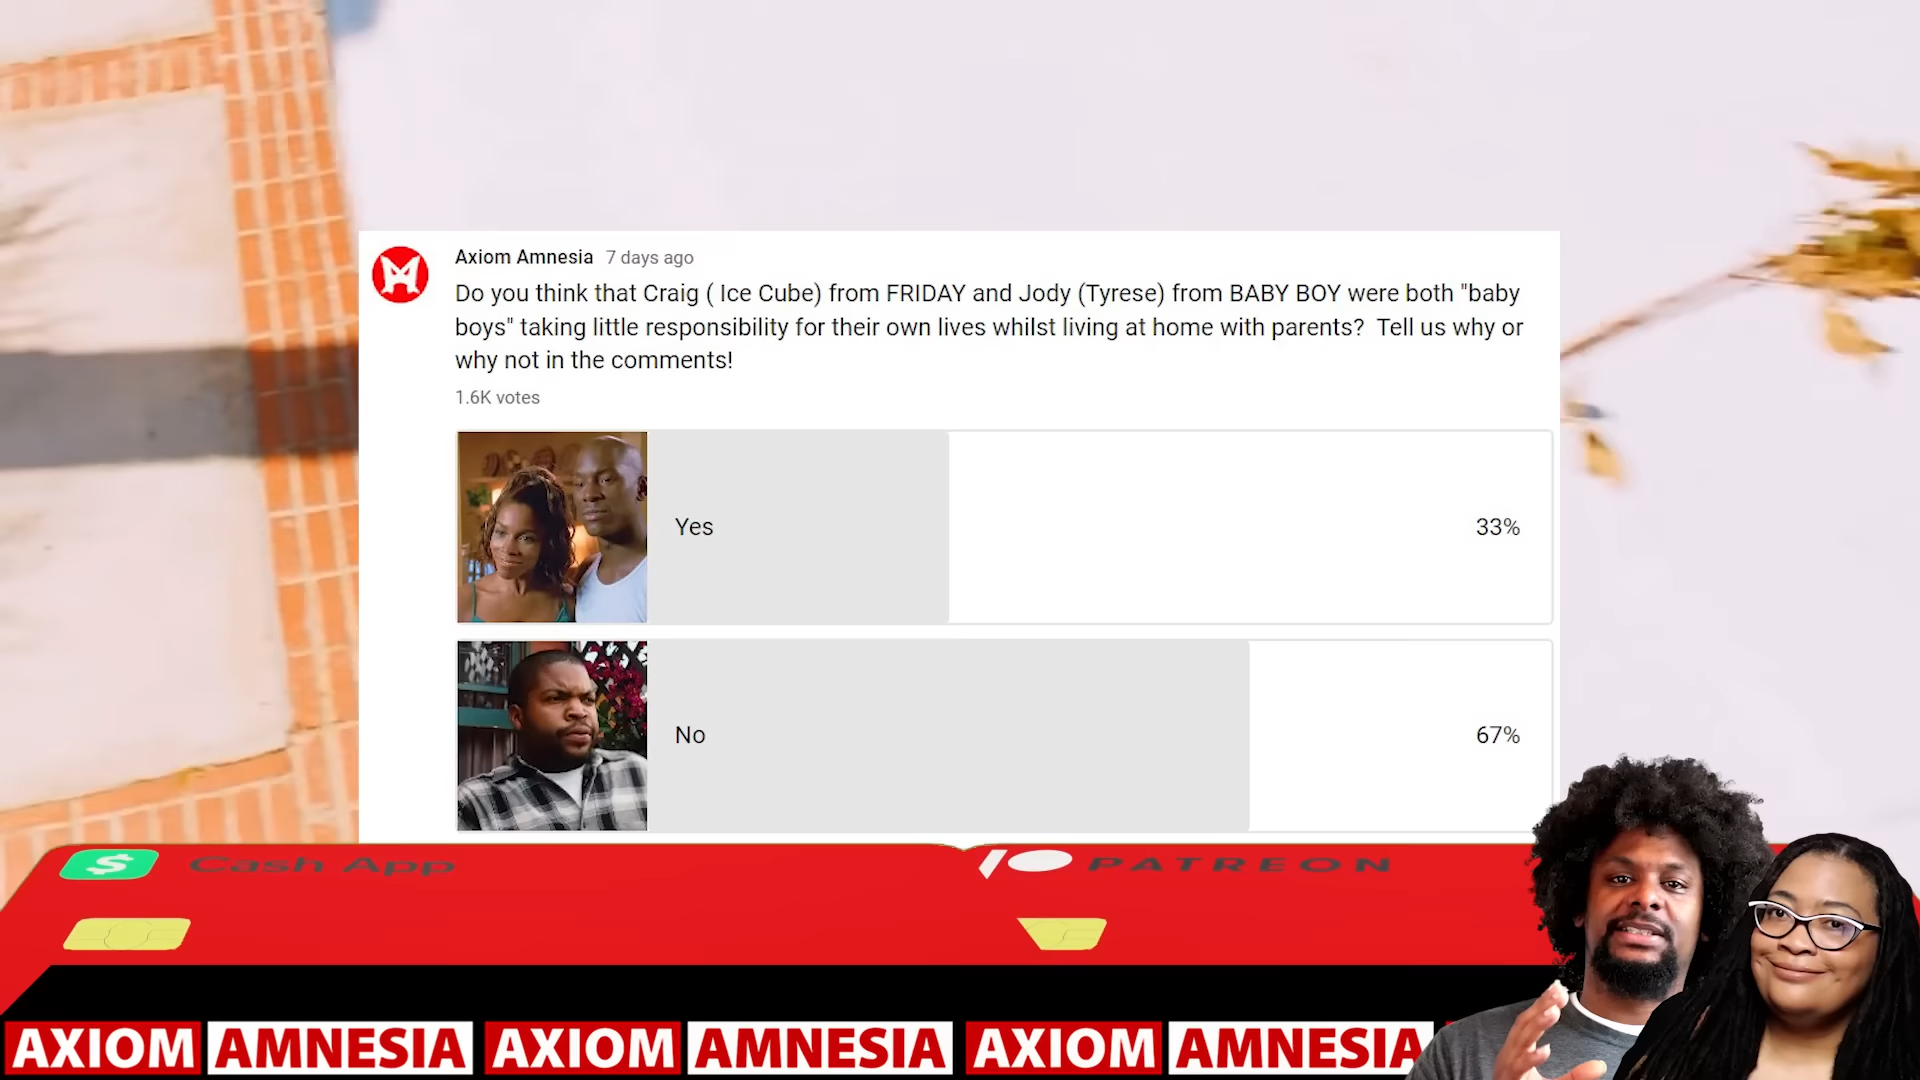 Axiom Amnesia 7 days ago
Do you think that Craig ( Ice Cube) from FRIDAY and Jody (Tyrese) from BABY BOY were both "baby
boys" taking little responsibility for their own lives whilst living at home with parents?  Tell us why or
why not in the comments!
1.6K votes
Yes 33%
No 67%
$ Cash App PATREON
AXIOM AMNESIA AXIOM AMNESIA AXIOM AMNESIA